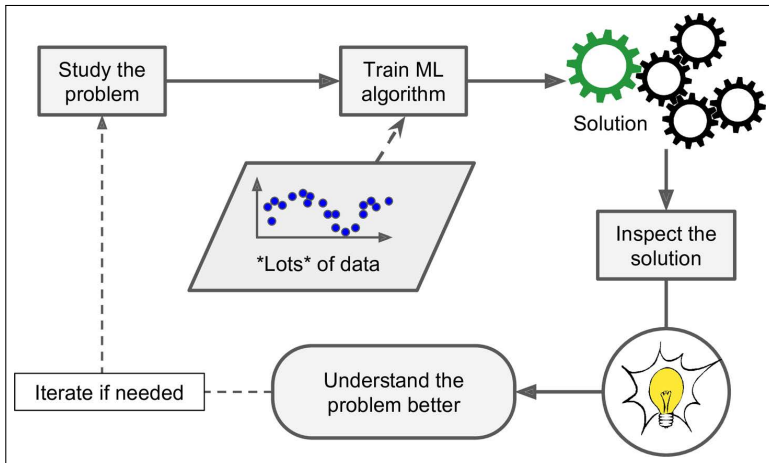 Study the
problem
Train ML
algorithm
Solution
*Lots* of data
Inspect the
solution
Understand the
problem better
Iterate if needed